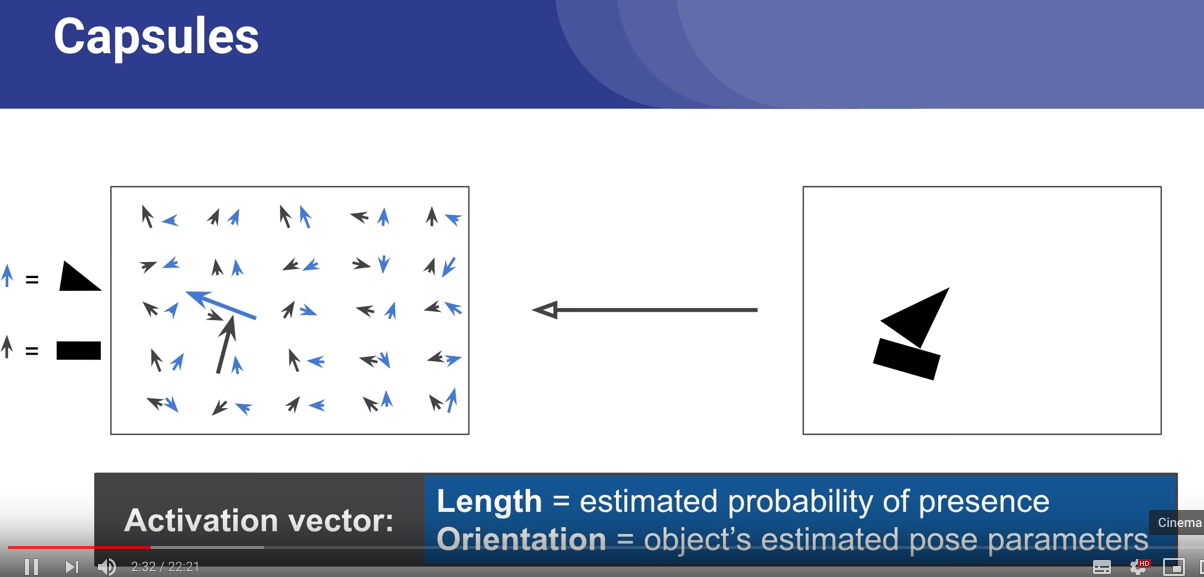 Capsules
=
=
Activation vector:
Length = estimated probability of presence
Orientation = object's estimated pose parameters
Cinema
2:32 / 22:21
HD